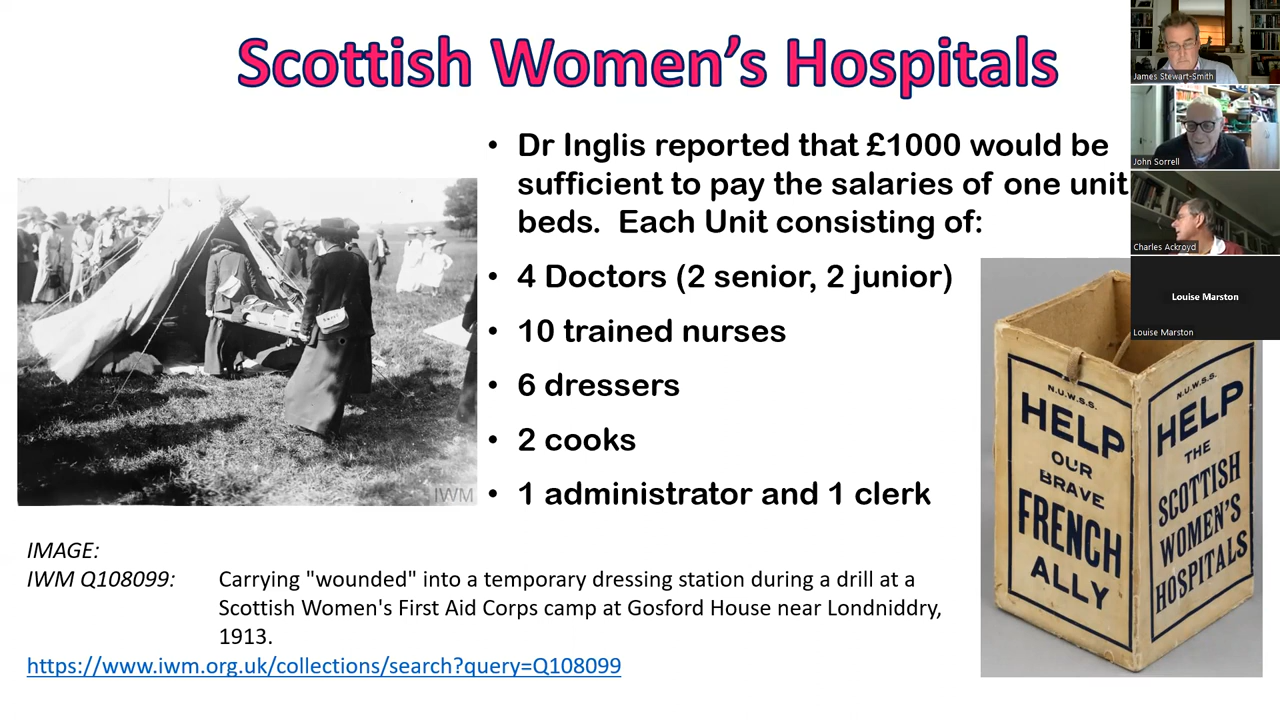 Scottish Women's Hospitals
• Dr Inglis reported that £1000 would be
sufficient to pay the salaries of one unit
beds. Each Unit consisting of:
• 4 Doctors (2 senior, 2 junior)
• 10 trained nurses
• 6 dressers
• 2 cooks
• 1 administrator and 1 clerk
IWM
IMAGE:
IWM Q108099: Carrying "wounded" into a temporary dressing station during a drill at a
Scottish Women's First Aid Corps camp at Gosford House near Londniddry,
1913.
https://www.iwm.org.uk/collections/search?query=Q108099
N.U.W.S.S.
HELP
OUR
BRAVE
FRENCH
ALLY
N.U.W.S.S.
HELP
THE
SCOTTISH
WOMEN'S
HOSPITALS
James Stewart-Smith
John Sorrell
Charles Ackroyd
Louise Marston
Louise Marston